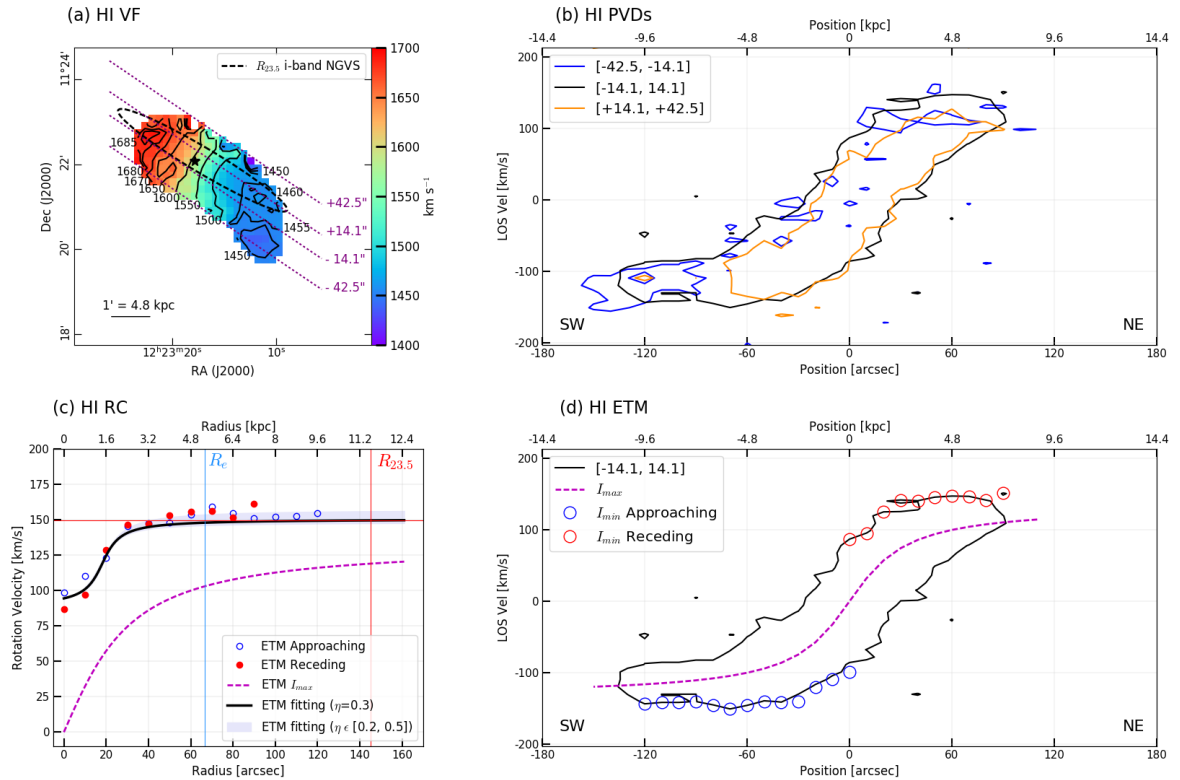 (a) HI VF
R23.5 i-band NGVS
11°24'
22'
20'
18'
Dec (J2000)
1685
1680
1670
1650
1600
1550
1500
1450
1450
1460
1455
+42.5"
+14.1"
- 14.1"
- 42.5"
1' = 4.8 kpc
12h23m20s
10s
RA (J2000)
1700
1650
1600
1550
1500
1450
1400
km s−1
(b) HI PVDs
Position [kpc]
-14.4 -9.6 -4.8 0 4.8 9.6 14.4
[-42.5, -14.1]
[-14.1, 14.1]
[+14.1, +42.5]
200
100
0
-100
-200
LOS Vel [km/s]
SW
NE
-180 -120 -60 0 60 120 180
Position [arcsec]
(c) HI RC
Radius [kpc]
0 1.6 3.2 4.8 6.4 8 9.6 11.2 12.4
200
175
150
125
100
75
50
25
0
Rotation Velocity [km/s]
Re
R23.5
ETM Approaching
ETM Receding
ETM Imax
ETM fitting (η=0.3)
ETM fitting (η ϵ [0.2, 0.5])
0 20 40 60 80 100 120 140 160
Radius [arcsec]
(d) HI ETM
Position [kpc]
-14.4 -9.6 -4.8 0 4.8 9.6 14.4
[-14.1, 14.1]
Imax
Imin Approaching
Imin Receding
200
100
0
-100
-200
LOS Vel [km/s]
SW
NE
-180 -120 -60 0 60 120 180
Position [arcsec]